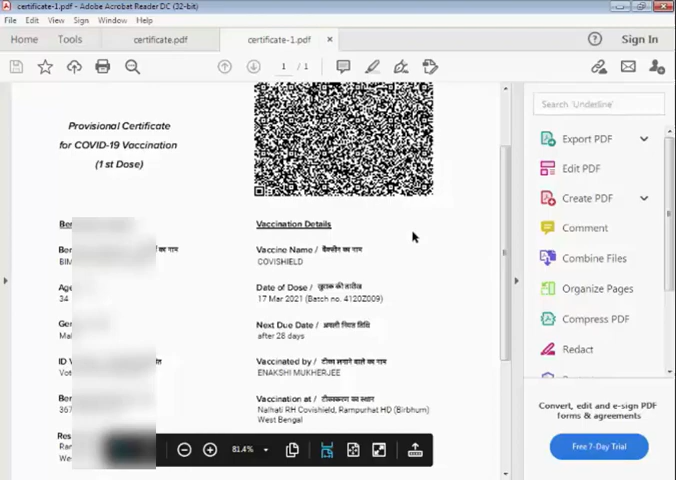 certificate-1.pdf - Adobe Acrobat Reader DC (32-bit)
File Edit View Sign Window Help
Home Tools certificate.pdf certificate-1.pdf × ? Sign In
1 / 1
Provisional Certificate
for COVID-19 Vaccination
(1st Dose)
Search 'Underline'
Export PDF
Edit PDF
Create PDF
Comment
Combine Files
Organize Pages
Compress PDF
Redact
Vaccination Details
का नाम
Vaccine Name / वैक्सीन का नाम
BIM
COVISHIELD
Date of Dose / खुराक की तारीख
34
17 Mar 2021 (Batch no. 4120Z009)
Next Due Date / अगली नियत तिथि
after 28 days
Vaccinated by / टीका लगाने वाले का नाम
ENAKSHI MUKHERJEE
Vaccination at / टीकाकरण का स्थान
367
Nalhati RH Covishield, Rampurhat HD (Birbhum)
West Bengal
81.4%
Convert, edit and e-sign PDF
forms & agreements
Free 7-Day Trial